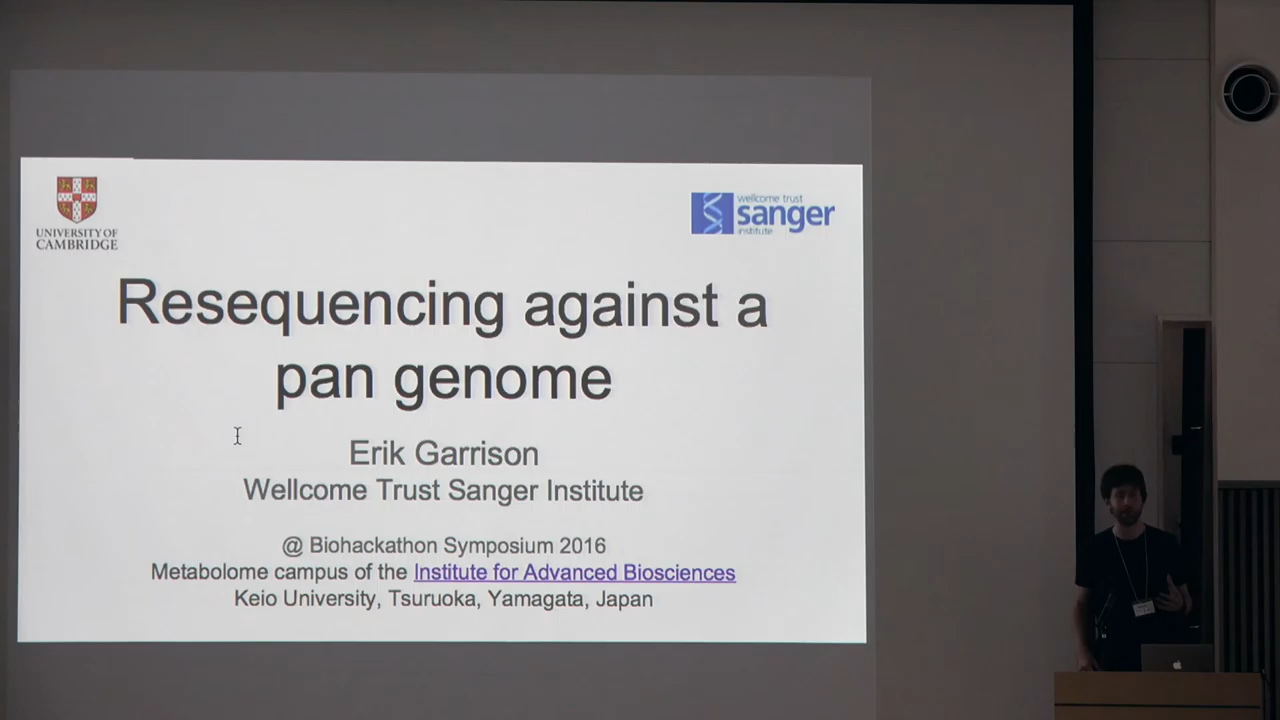 UNIVERSITY OF
CAMBRIDGE
wellcome trust
sanger
institute
Resequencing against a
pan genome
Erik Garrison
Wellcome Trust Sanger Institute
@ Biohackathon Symposium 2016
Metabolome campus of the Institute for Advanced Biosciences
Keio University, Tsuruoka, Yamagata, Japan